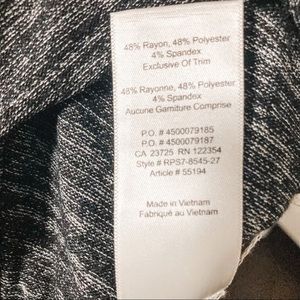 48% Rayon, 48% Polyester
4% Spandex
Exclusive Of Trim
48% Rayonne, 48% Polyester
4% Spandex
Aucune Garniture Comprise
P.O. # 4500079185
P.O. # 4500079187
CA 23725 RN 122354
Style # RPS7-8545-27
Article # 55194
Made in Vietnam
Fabriqué au Vietnam